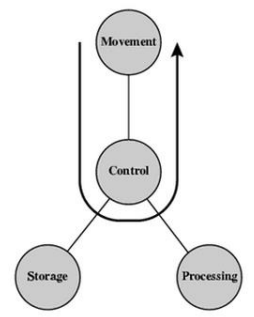 Movement
Control
Storage
Processing